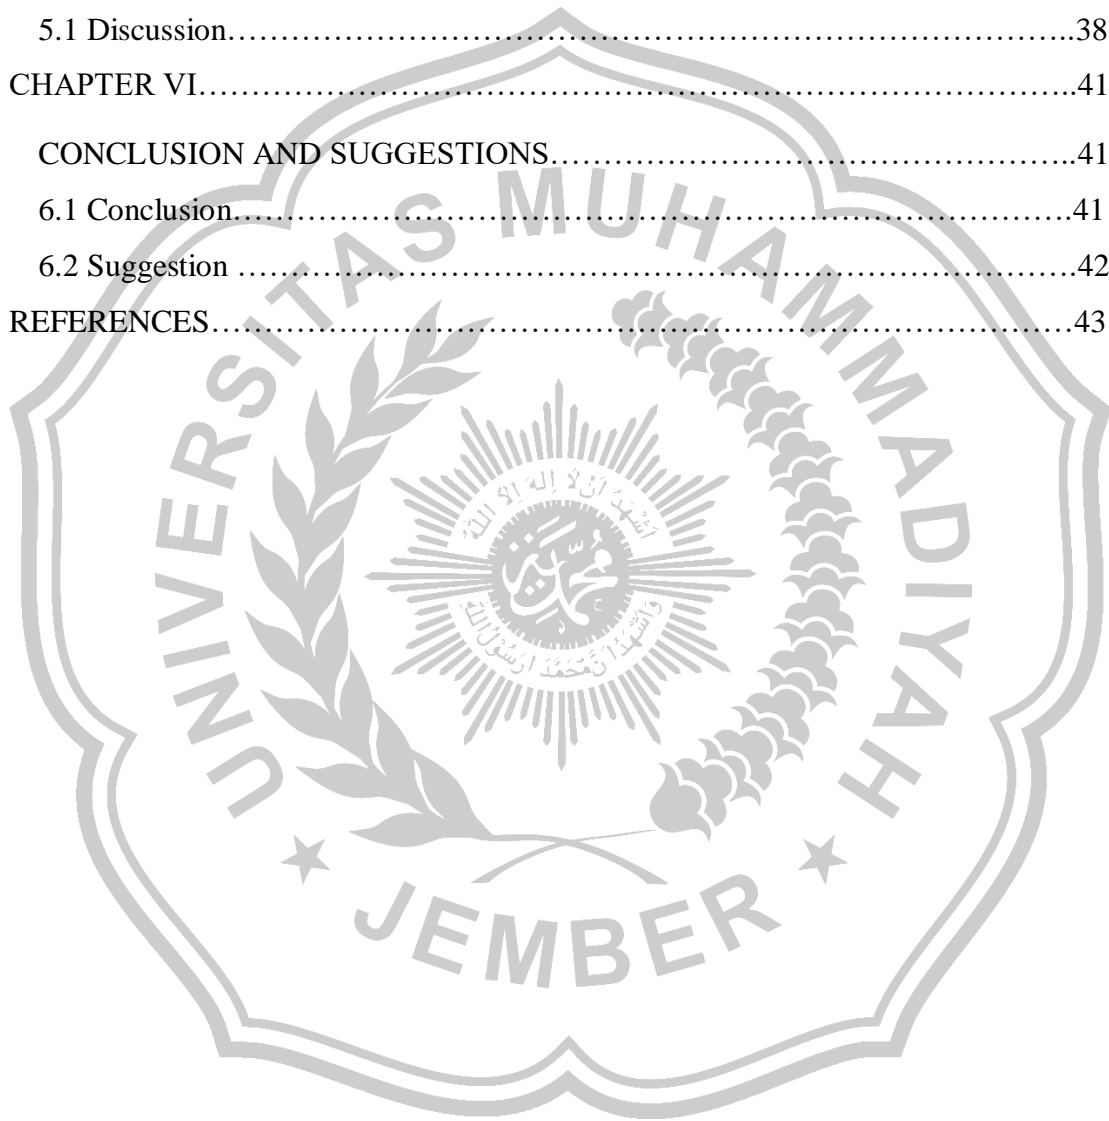 5.1 Discussion…………………………………………………………………..38
CHAPTER VI…………………………………………………………………….41
CONCLUSION AND SUGGESTIONS……………………………………….41
6.1 Conclusion………………………………………………………………….41
6.2 Suggestion ………………………………………………………………….42
REFERENCES……………………………………………………………………43
UNIVERSITAS MUHAMMADIYAH
JEMBER